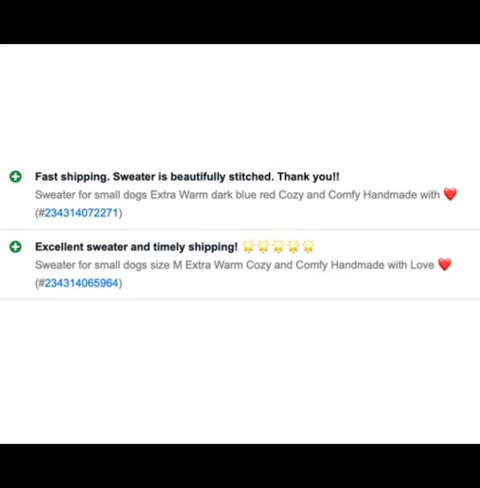 Fast shipping. Sweater is beautifully stitched. Thank you!!
Sweater for small dogs Extra Warm dark blue red Cozy and Comfy Handmade with ❤️
(#234314072271)
Excellent sweater and timely shipping! 🌟🌟🌟🌟🌟
Sweater for small dogs size M Extra Warm Cozy and Comfy Handmade with Love ❤️
(#234314065964)